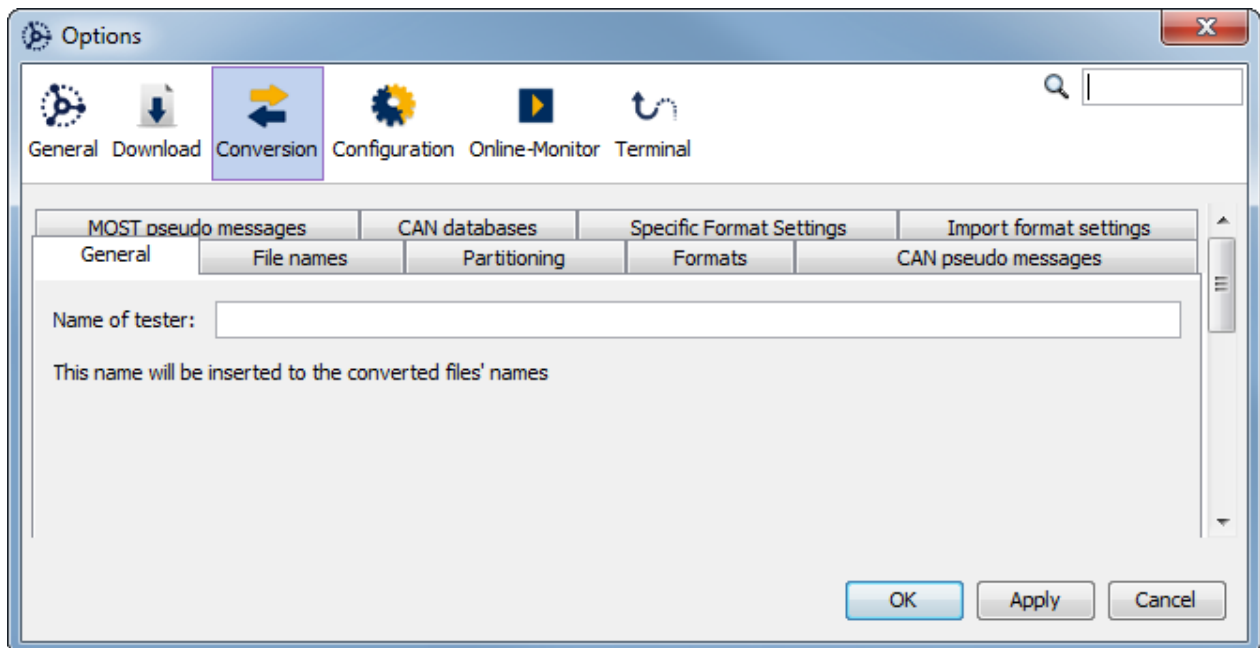 Options
General Download Conversion Configuration Online-Monitor Terminal
MOST pseudo messages CAN databases Specific Format Settings Import format settings
General File names Partitioning Formats CAN pseudo messages
Name of tester:
This name will be inserted to the converted files' names
OK Apply Cancel